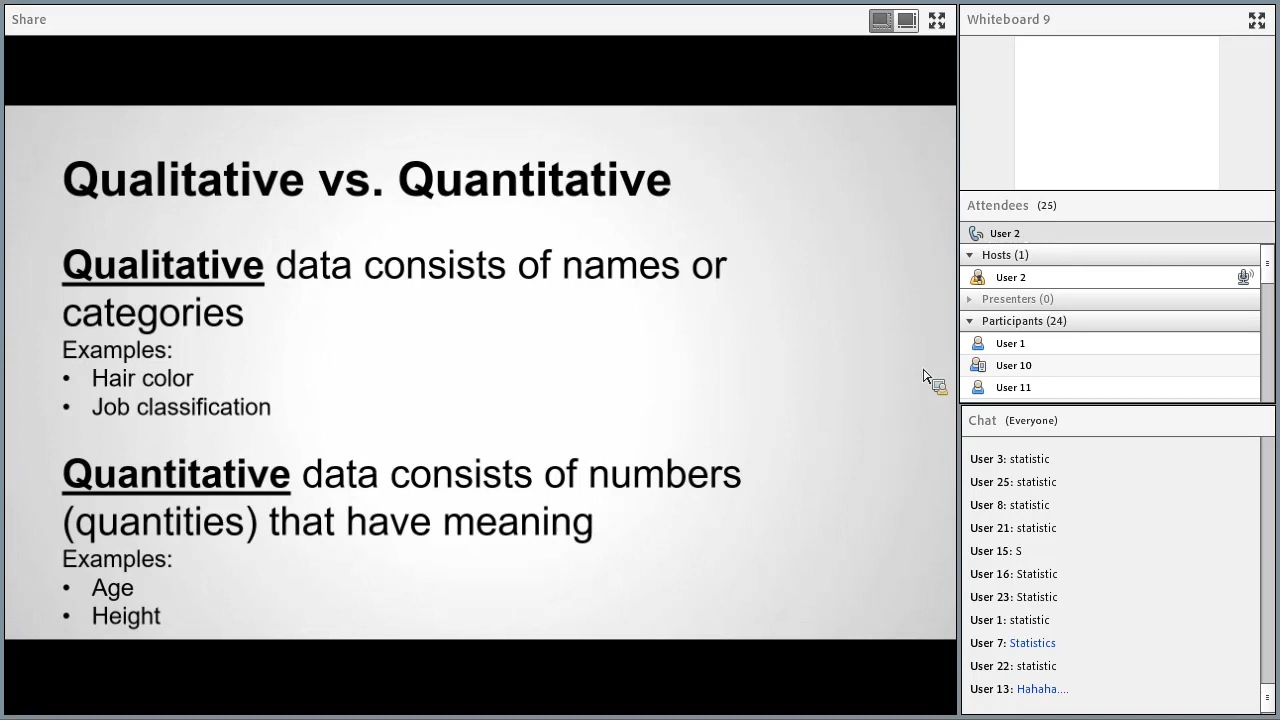 Share
Qualitative vs. Quantitative
Qualitative data consists of names or
categories
Examples:
• Hair color
• Job classification
Quantitative data consists of numbers
(quantities) that have meaning
Examples:
• Age
• Height
Whiteboard 9
Attendees (25)
User 2
Hosts (1)
User 2
Presenters (0)
Participants (24)
User 1
User 10
User 11
Chat (Everyone)
User 3: statistic
User 25: statistic
User 8: statistic
User 21: statistic
User 15: S
User 16: Statistic
User 23: Statistic
User 1: statistic
User 7: Statistics
User 22: statistic
User 13: Hahaha....